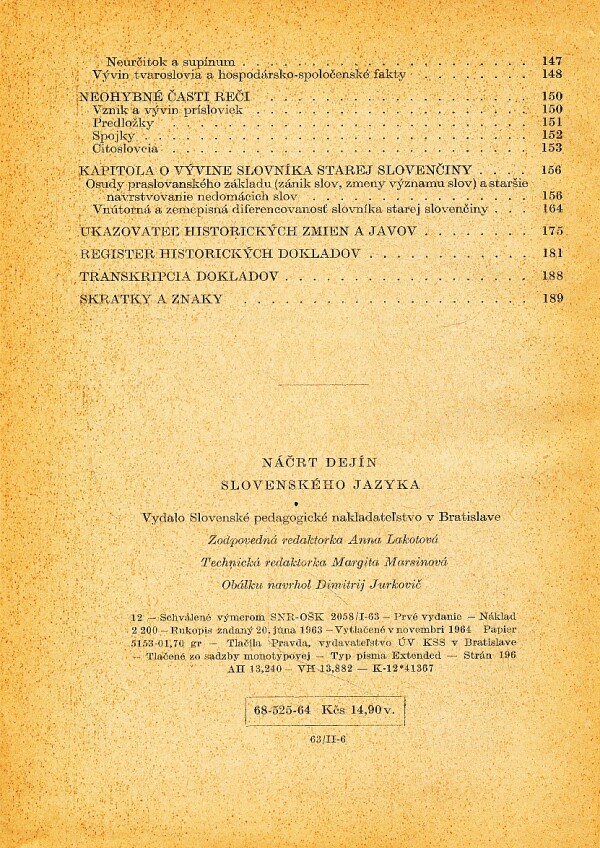 Neurčitok a supínum . . . . . . . . . . . . . . . . . . . . . 147
Vývin tvaroslovia a hospodársko-spoločenské fakty . . . . . . . . . 148
NEOHYBNÉ ČASTI REČI . . . . . . . . . . . . . . . . . . . . 150
Vznik a vývin prísloviek . . . . . . . . . . . . . . . . . . . . 150
Predložky . . . . . . . . . . . . . . . . . . . . . . . . . . 151
Spojky . . . . . . . . . . . . . . . . . . . . . . . . . . . 152
Citoslovcia . . . . . . . . . . . . . . . . . . . . . . . . . . 153
KAPITOLA O VÝVINE SLOVNÍKA STAREJ SLOVENČINY . . . . 156
Osudy praslovanského základu (zánik slov, zmeny významu slov) a staršie
navrstvovanie nedomácich slov . . . . . . . . . . . . . . . . . 156
Vnútorná a zemepisná diferencovanosť slovníka starej slovenčiny . . . . 164
UKAZOVATEĽ HISTORICKÝCH ZMIEN A JAVOV . . . . . . . . 175
REGISTER HISTORICKÝCH DOKLADOV . . . . . . . . . . . . 181
TRANSKRIPCIA DOKLADOV . . . . . . . . . . . . . . . . . 188
SKRATKY A ZNAKY . . . . . . . . . . . . . . . . . . . . . 189
NÁČRT DEJÍN
SLOVENSKÉHO JAZYKA
•
Vydalo Slovenské pedagogické nakladateľstvo v Bratislave
Zodpovedná redaktorka Anna Lakotová
Technická redaktorka Margita Marsinová
Obálku navrhol Dimitrij Jurkovič
12 — Schválené výmerom SNR-OŠK 2058/I-63 — Prvé vydanie — Náklad
2 200 — Rukopis zadaný 20. júna 1963 — Vytlačené v novembri 1964 Papier
5153-01,70 gr — Tlačila Pravda, vydavateľstvo ÚV KSS v Bratislave
— Tlačené zo sadzby monotypovej — Typ písma Extended — Strán 196
AH 13,240 — VH 13,882 — K-12*41367
68-525-64 Kčs 14,90 v.
63/II-6